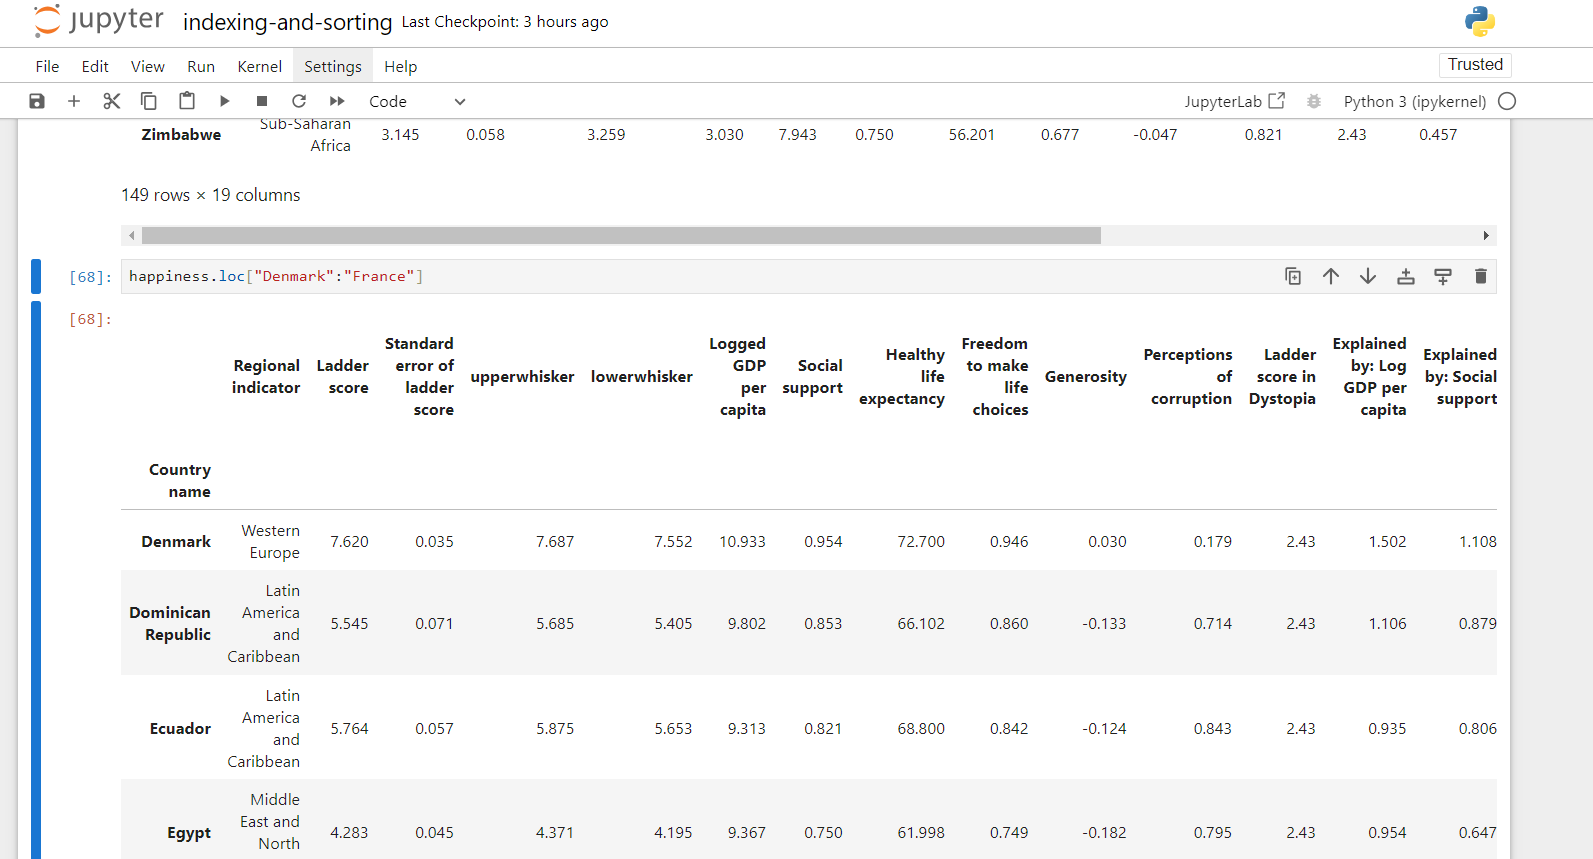 jupyter indexing-and-sorting Last Checkpoint: 3 hours ago
File Edit View Run Kernel Settings Help Trusted
Code JupyterLab Python 3 (ipykernel)
Zimbabwe Sub-Saharan Africa 3.145 0.058 3.259 3.030 7.943 0.750 56.201 0.677 -0.047 0.821 2.43 0.457
149 rows × 19 columns
[68]: happiness.loc["Denmark":"France"]
[68]:
Regional indicator Ladder score Standard error of ladder score upperwhisker lowerwhisker Logged GDP per capita Social support Healthy life expectancy Freedom to make life choices Generosity Perceptions of corruption Ladder score in Dystopia Explained by: Log GDP per capita Explained by: Social support
Country name
Denmark Western Europe 7.620 0.035 7.687 7.552 10.933 0.954 72.700 0.946 0.030 0.179 2.43 1.502 1.108
Dominican Republic Latin America and Caribbean 5.545 0.071 5.685 5.405 9.802 0.853 66.102 0.860 -0.133 0.714 2.43 1.106 0.879
Ecuador Latin America and Caribbean 5.764 0.057 5.875 5.653 9.313 0.821 68.800 0.842 -0.124 0.843 2.43 0.935 0.806
Egypt Middle East and North 4.283 0.045 4.371 4.195 9.367 0.750 61.998 0.749 -0.182 0.795 2.43 0.954 0.647